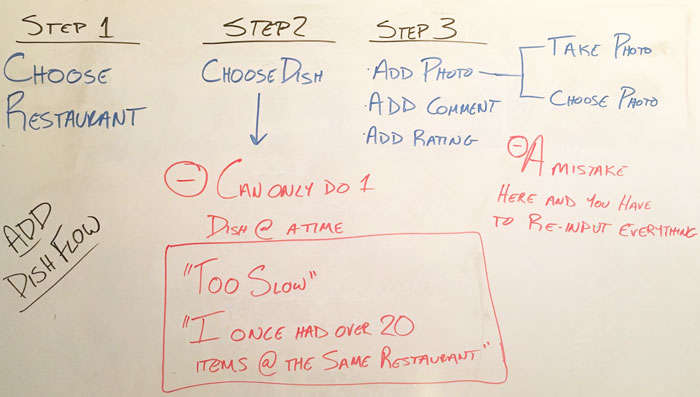 STEP 1
CHOOSE
RESTAURANT
STEP 2
CHOOSE DISH
⊖ CAN ONLY DO 1
DISH @ A TIME
"TOO SLOW"
"I ONCE HAD OVER 20
ITEMS @ THE SAME RESTAURANT"
STEP 3
· ADD PHOTO
· ADD COMMENT
· ADD RATING
TAKE PHOTO
CHOOSE PHOTO
⊖ A MISTAKE
HERE AND YOU HAVE
TO RE-INPUT EVERYTHING
ADD
DISH FLOW